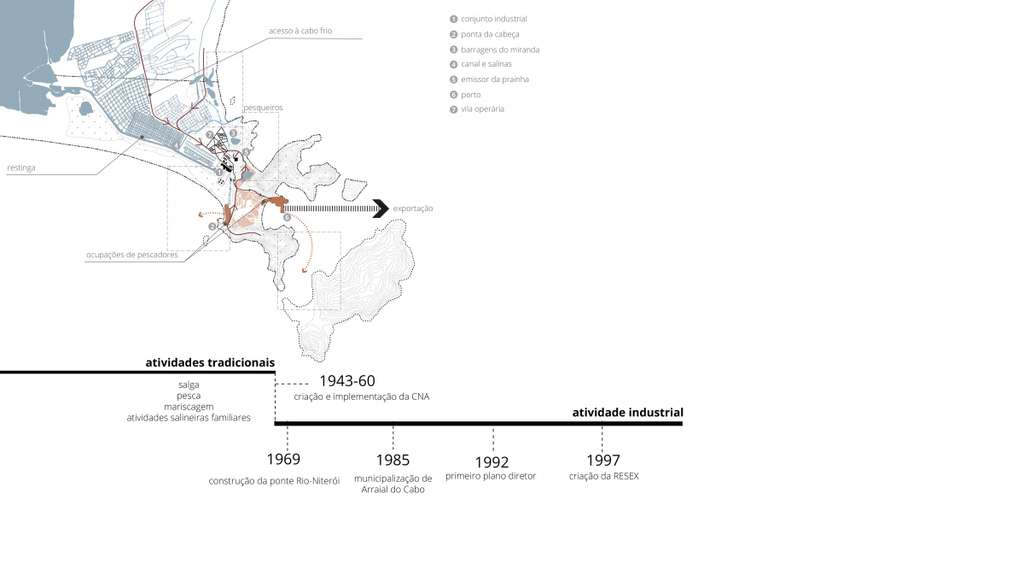 acesso à cabo frio
1 conjunto industrial
2 ponta da cabeça
3 barragens do miranda
4 canal e salinas
5 emissor da prainha
6 porto
7 vila operária
pesqueiros
restinga
exportação
ocupações de pescadores
atividades tradicionais
salga
pesca
mariscagem
atividades salineiras familiares
1943-60
criação e implementação da CNA
atividade industrial
1969
construção da ponte Rio-Niterói
1985
municipalização de
Arraial do Cabo
1992
primeiro plano diretor
1997
criação da RESEX